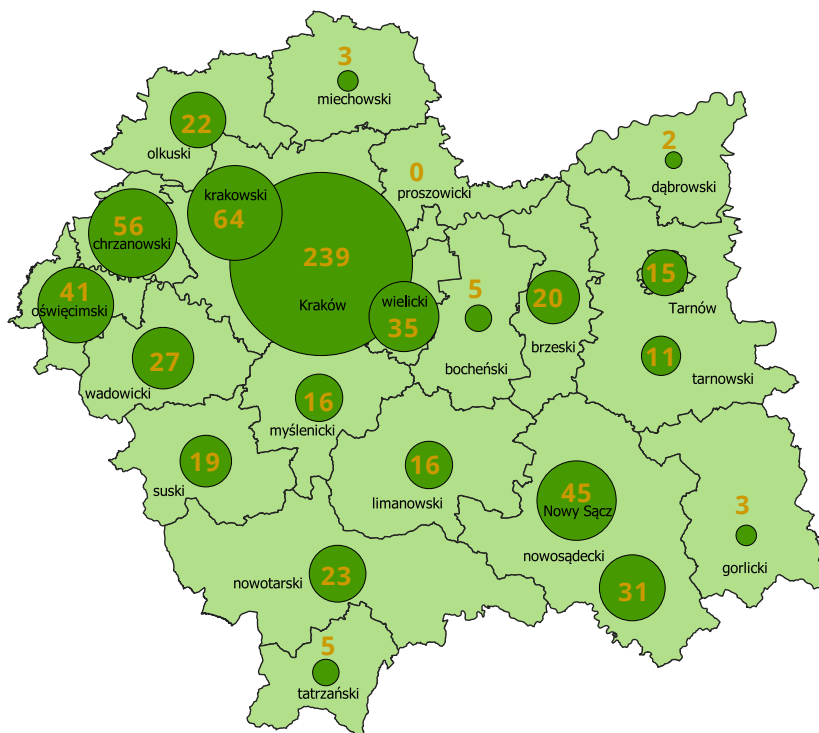 3
miechowski
22
olkuski
2
dąbrowski
0
proszowicki
krakowski
64
56
chrzanowski
239
Kraków
15
Tarnów
41
oświęcimski
wielicki
35
5
bocheński
20
brzeski
11
tarnowski
27
wadowicki
16
myślenicki
19
suski
16
limanowski
45
Nowy Sącz
3
gorlicki
nowosądecki
31
nowotarski
23
5
tatrzański